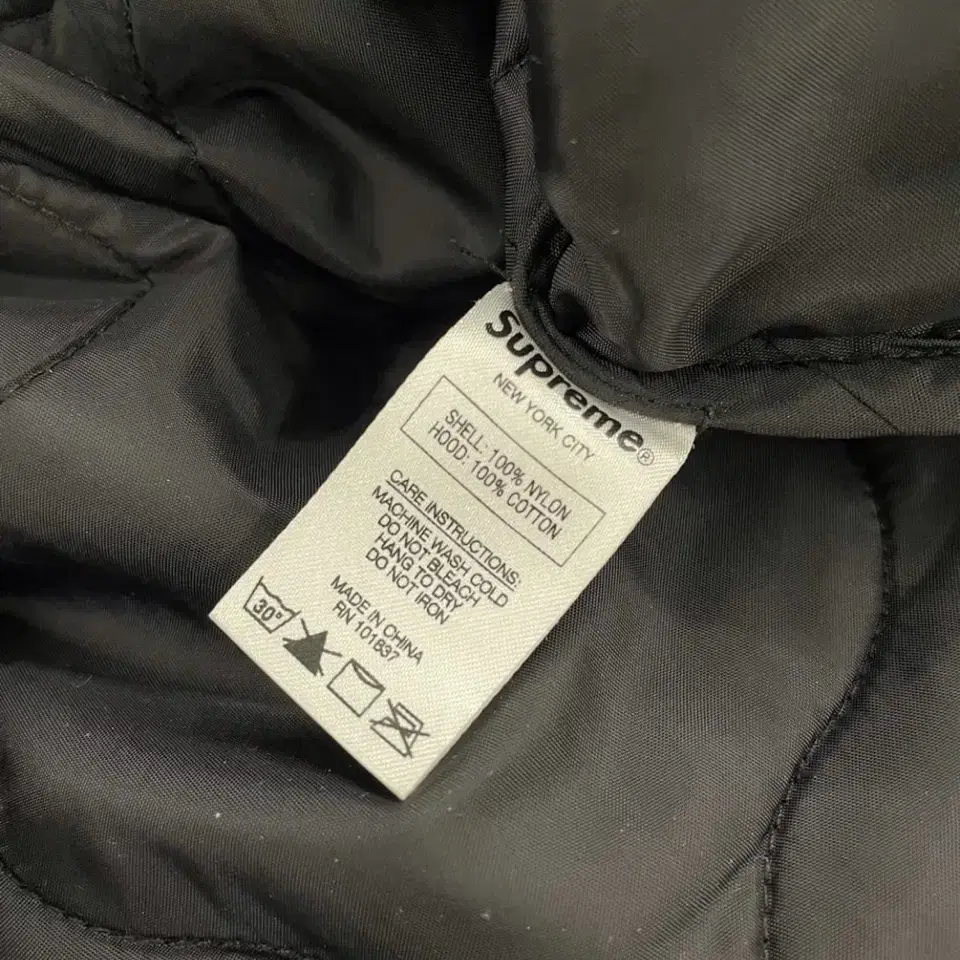 Supreme®
NEW YORK CITY
SHELL: 100% NYLON
HOOD: 100% COTTON
CARE INSTRUCTIONS:
MACHINE WASH COLD
DO NOT BLEACH
HANG TO DRY
DO NOT IRON
MADE IN CHINA
RN 101837
30°